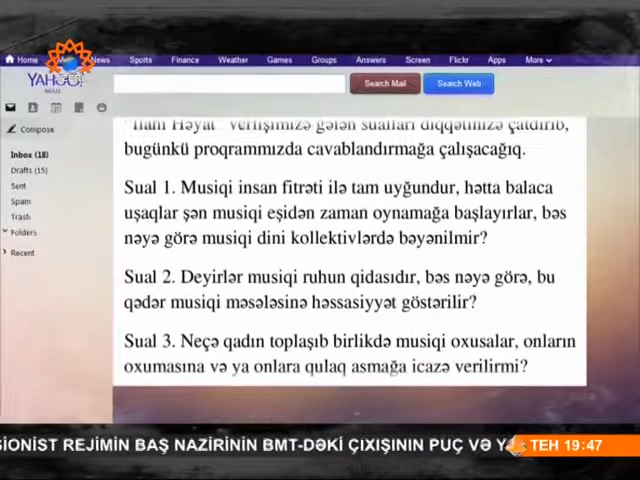 Home
News
Sports
Finance
Weather
Games
Groups
Answers
Screen
Flickr
Apps
More
YAHOO!
MAIL
Search Mail
Search Web
Compose
Inbox (18)
Drafts (15)
Sent
Spam
Trash
Folders
Recent
"İlahi Həyat" verlişimizə gələn sualları diqqətinizə çatdırıb,
bugünkü proqrammızda cavablandırmağa çalışacağıq.
Sual 1. Musiqi insan fitrəti ilə tam uyğundur, hətta balaca
uşaqlar şən musiqi eşidən zaman oynamağa başlayırlar, bəs
nəyə görə musiqi dini kollektivlərdə bəyənilmir?
Sual 2. Deyirlər musiqi ruhun qidasıdır, bəs nəyə görə, bu
qədər musiqi məsələsinə həssasiyyət göstərilir?
Sual 3. Neçə qadın toplaşıb birlikdə musiqi oxusalar, onların
oxumasına və ya onlara qulaq asmağa icazə verilirmi?
SİONİST REJİMİN BAŞ NAZİRİNİN BMT-DƏKİ ÇIXIŞININ PUÇ VƏ
TEH 19:47